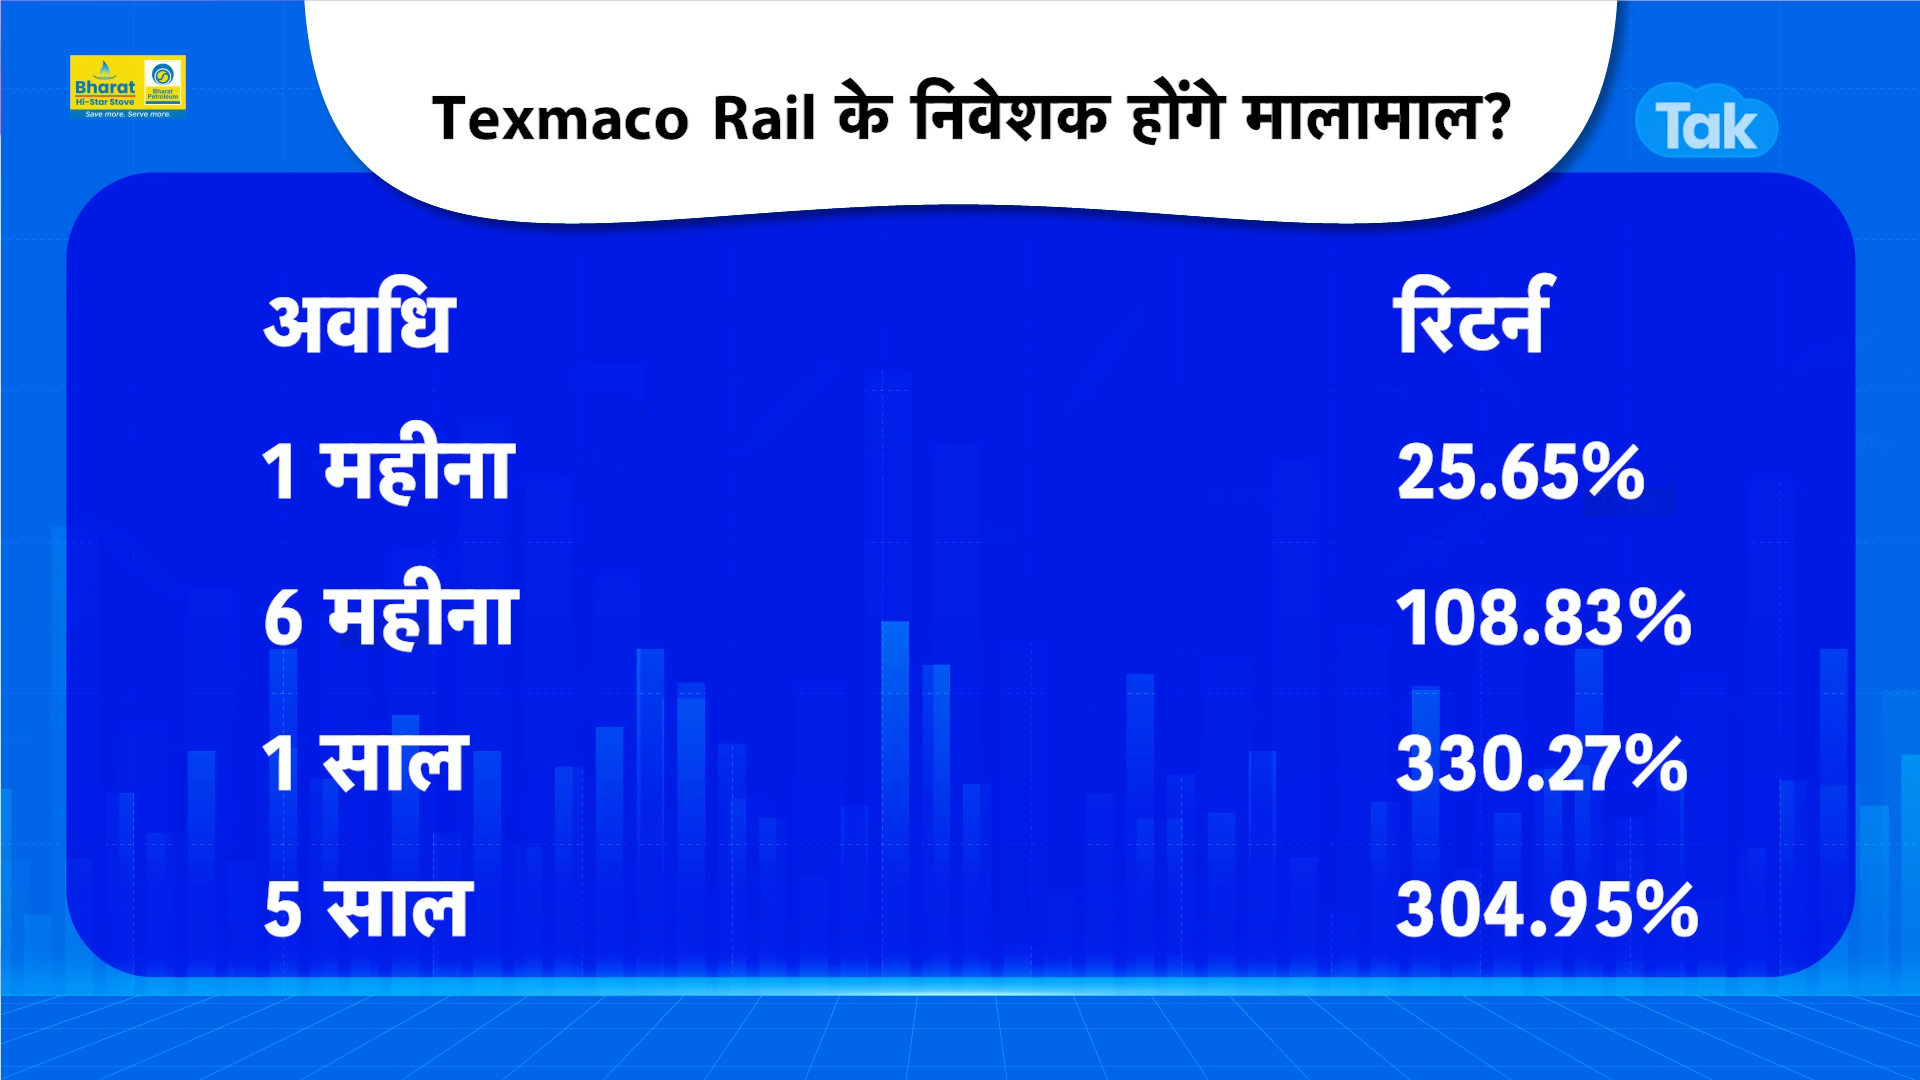 Texmaco Rail के निवेशक होंगे मालामाल?
Bharat
Hi-Star Stove
Bharat
Petroleum
Save more. Serve more.
Tak
अवधि रिटर्न
1 महीना 25.65%
6 महीना 108.83%
1 साल 330.27%
5 साल 304.95%